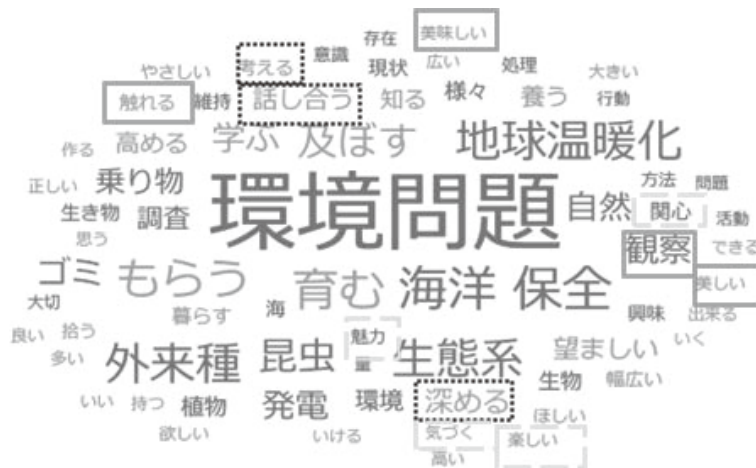 存在 美味しい
考える 意識 広い
やさしい 現状 処理 大きい
触れる 維持 話し合う 知る 様々 養う 行動
作る 高める 学ぶ 及ぼす 地球温暖化
正しい 乗り物 環境問題 方法 問題
生き物 調査 自然 関心 活動
思う 観察 できる
ゴミ もらう 育む 海洋 保全 美しい
大切 暮らす 海 興味 出来る
良い 拾う 魅力 いく
多い 外来種 昆虫 量 生態系 望ましい
生物 幅広い
いい 持つ 植物 発電 環境 深める ほしい
欲しい いける 気づく 楽しい
高い